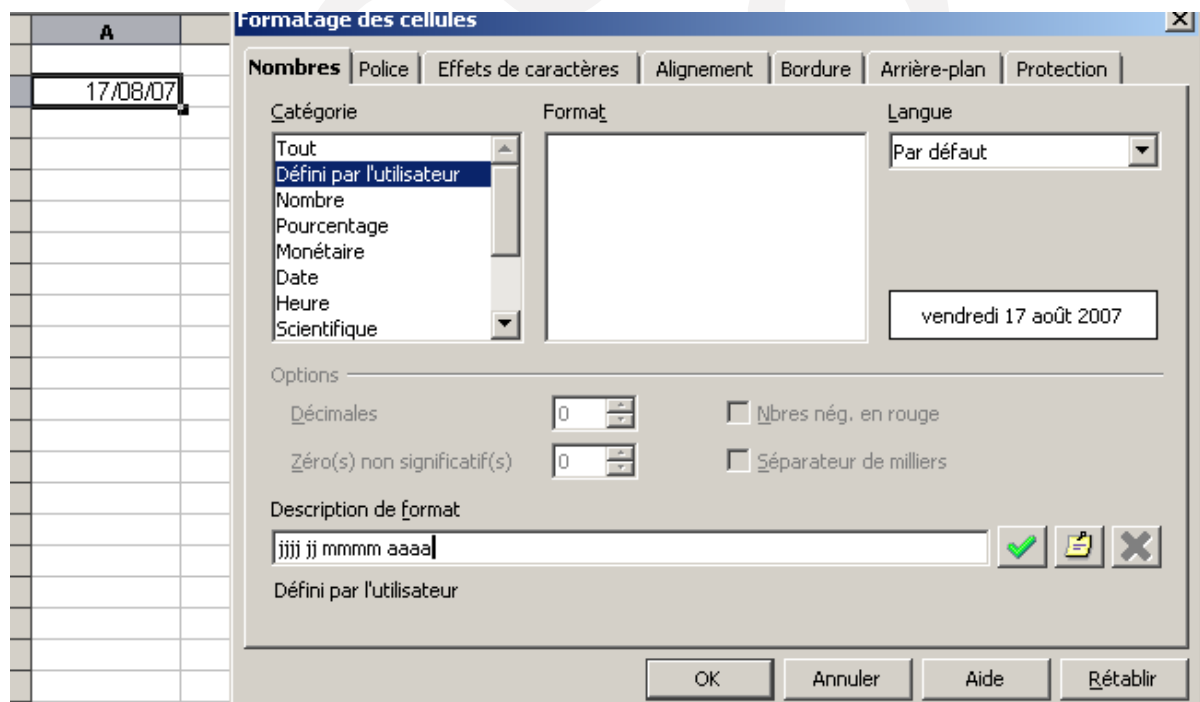 A
17/08/07
Formatage des cellules
Nombres Police Effets de caractères Alignement Bordure Arrière-plan Protection
Catégorie Format Langue
Tout
Défini par l'utilisateur
Nombre
Pourcentage
Monétaire
Date
Heure
Scientifique
Par défaut
vendredi 17 août 2007
Options
Décimales 0 Nbres nég. en rouge
Zéro(s) non significatif(s) 0 Séparateur de milliers
Description de format
jjjj jj mmmm aaaa
Défini par l'utilisateur
OK Annuler Aide Rétablir